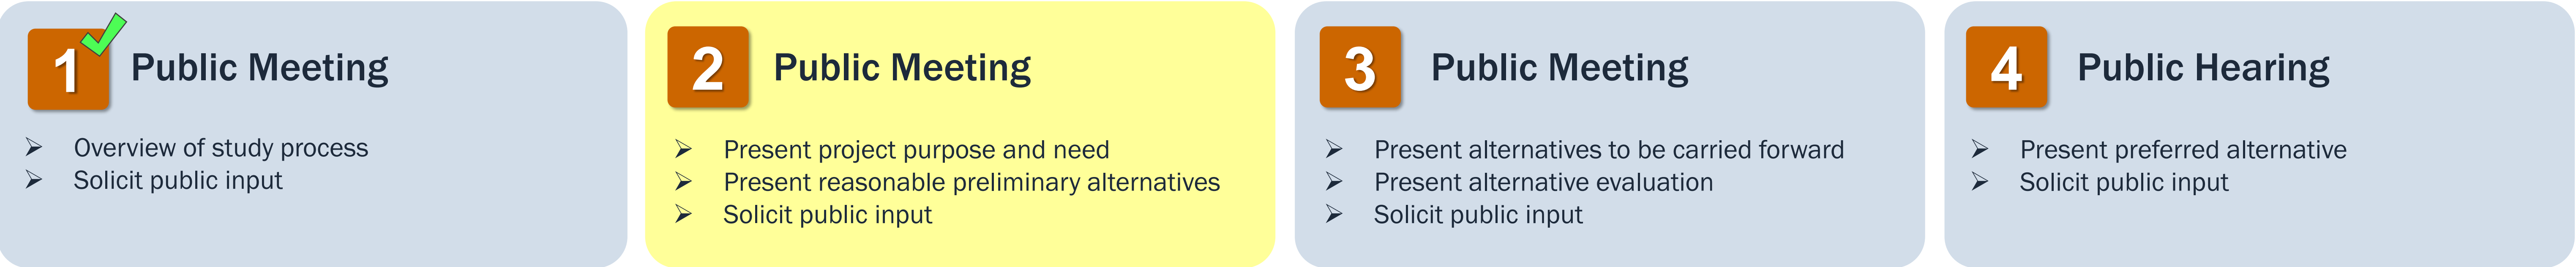 1 Public Meeting
➢ Overview of study process
➢ Solicit public input
2 Public Meeting
➢ Present project purpose and need
➢ Present reasonable preliminary alternatives
➢ Solicit public input
3 Public Meeting
➢ Present alternatives to be carried forward
➢ Present alternative evaluation
➢ Solicit public input
4 Public Hearing
➢ Present preferred alternative
➢ Solicit public input